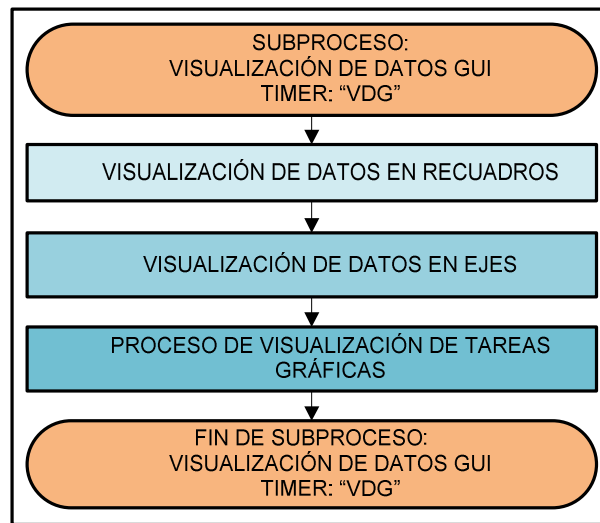 SUBPROCESO:
VISUALIZACIÓN DE DATOS GUI
TIMER: “VDG”
VISUALIZACIÓN DE DATOS EN RECUADROS
VISUALIZACIÓN DE DATOS EN EJES
PROCESO DE VISUALIZACIÓN DE TAREAS
GRÁFICAS
FIN DE SUBPROCESO:
VISUALIZACIÓN DE DATOS GUI
TIMER: “VDG”